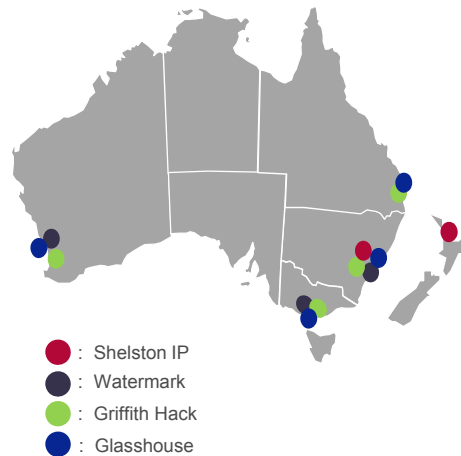 : Shelston IP
: Watermark
: Griffith Hack
: Glasshouse